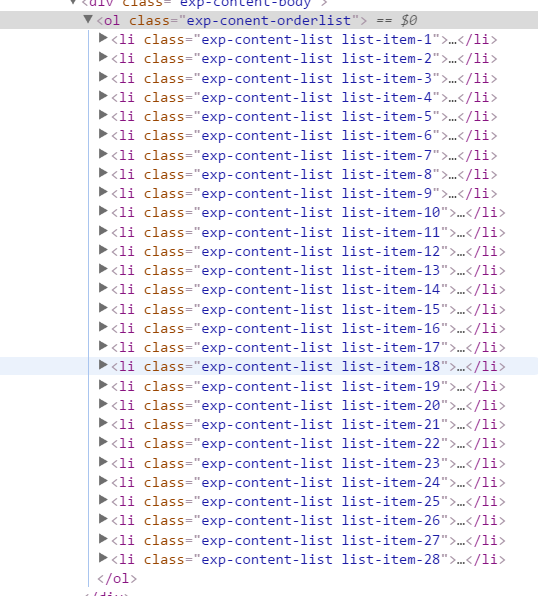 ▼<div class="exp-content-body">
▼<ol class="exp-conent-orderlist"> == $0
▶<li class="exp-content-list list-item-1">…</li>
▶<li class="exp-content-list list-item-2">…</li>
▶<li class="exp-content-list list-item-3">…</li>
▶<li class="exp-content-list list-item-4">…</li>
▶<li class="exp-content-list list-item-5">…</li>
▶<li class="exp-content-list list-item-6">…</li>
▶<li class="exp-content-list list-item-7">…</li>
▶<li class="exp-content-list list-item-8">…</li>
▶<li class="exp-content-list list-item-9">…</li>
▶<li class="exp-content-list list-item-10">…</li>
▶<li class="exp-content-list list-item-11">…</li>
▶<li class="exp-content-list list-item-12">…</li>
▶<li class="exp-content-list list-item-13">…</li>
▶<li class="exp-content-list list-item-14">…</li>
▶<li class="exp-content-list list-item-15">…</li>
▶<li class="exp-content-list list-item-16">…</li>
▶<li class="exp-content-list list-item-17">…</li>
▶<li class="exp-content-list list-item-18">…</li>
▶<li class="exp-content-list list-item-19">…</li>
▶<li class="exp-content-list list-item-20">…</li>
▶<li class="exp-content-list list-item-21">…</li>
▶<li class="exp-content-list list-item-22">…</li>
▶<li class="exp-content-list list-item-23">…</li>
▶<li class="exp-content-list list-item-24">…</li>
▶<li class="exp-content-list list-item-25">…</li>
▶<li class="exp-content-list list-item-26">…</li>
▶<li class="exp-content-list list-item-27">…</li>
▶<li class="exp-content-list list-item-28">…</li>
</ol>
</div>